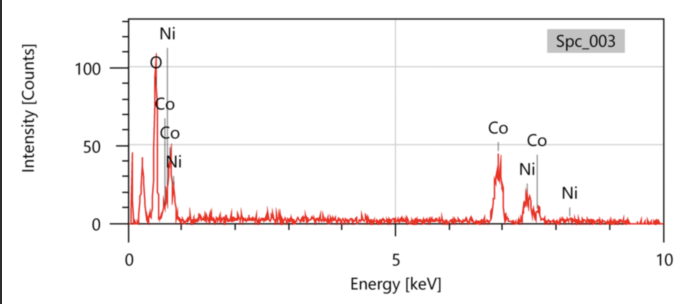 Ni
Spc_003
O
100
Co
Co
Co
Co
50
Ni
Ni
Ni
0
0
5
10
Intensity [Counts]
Energy [keV]